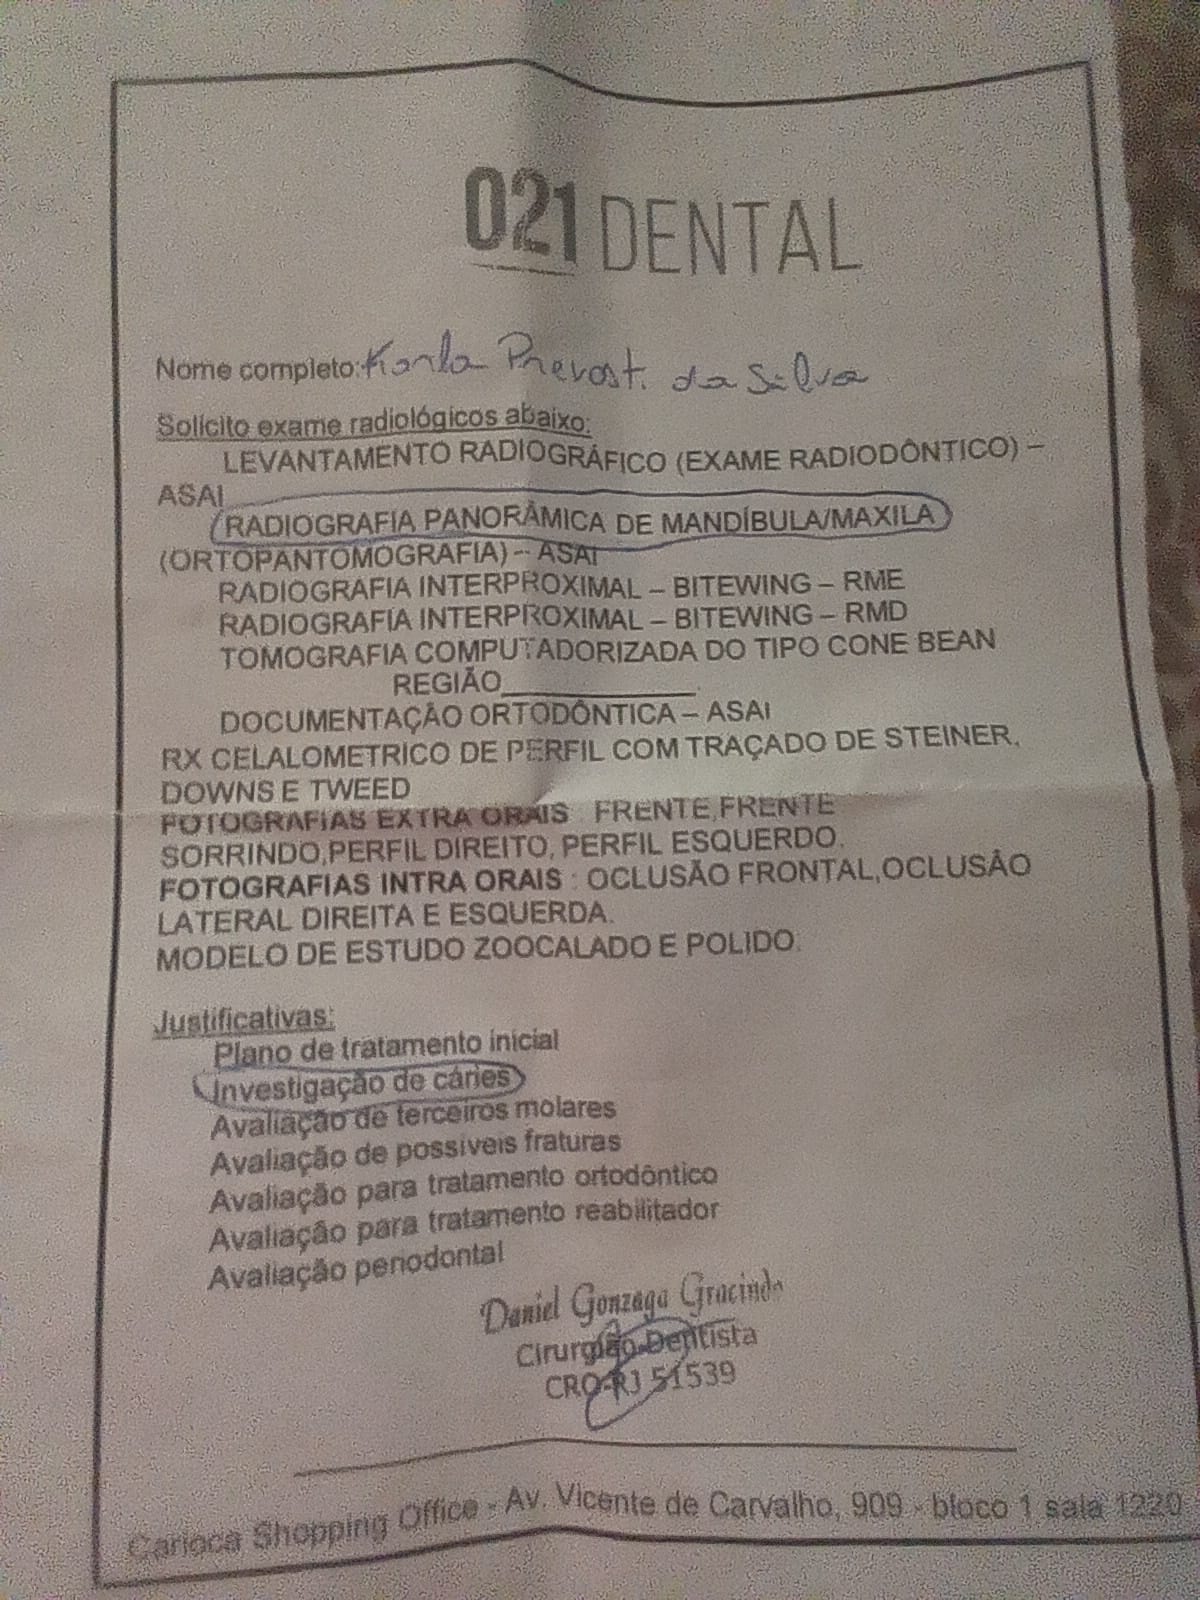 021 DENTAL
Nome completo: Karla Prevost. da Silva
Solicito exame radiológicos abaixo:
LEVANTAMENTO RADIOGRÁFICO (EXAME RADIODÔNTICO) –
ASAI
RADIOGRAFIA PANORÂMICA DE MANDÍBULA/MAXILA
(ORTOPANTOMOGRAFIA) – ASAI
RADIOGRAFIA INTERPROXIMAL – BITEWING – RME
RADIOGRAFIA INTERPROXIMAL – BITEWING – RMD
TOMOGRAFIA COMPUTADORIZADA DO TIPO CONE BEAN
REGIÃO____________.
DOCUMENTAÇÃO ORTODÔNTICA – ASAI
RX CELALOMETRICO DE PERFIL COM TRAÇADO DE STEINER,
DOWNS E TWEED
FOTOGRAFIAS EXTRA ORAIS : FRENTE,FRENTE
SORRINDO,PERFIL DIREITO, PERFIL ESQUERDO.
FOTOGRAFIAS INTRA ORAIS : OCLUSÃO FRONTAL,OCLUSÃO
LATERAL DIREITA E ESQUERDA.
MODELO DE ESTUDO ZOOCALADO E POLIDO.
Justificativas:
Plano de tratamento inicial
Investigação de cáries
Avaliação de terceiros molares
Avaliação de possíveis fraturas
Avaliação para tratamento ortodôntico
Avaliação para tratamento reabilitador
Avaliação periodontal
Daniel Gonzaga Gracindo
Cirurgião Dentista
CRO-RJ 51539
Carioca Shopping Office - Av. Vicente de Carvalho, 909 - bloco 1 sala 1220